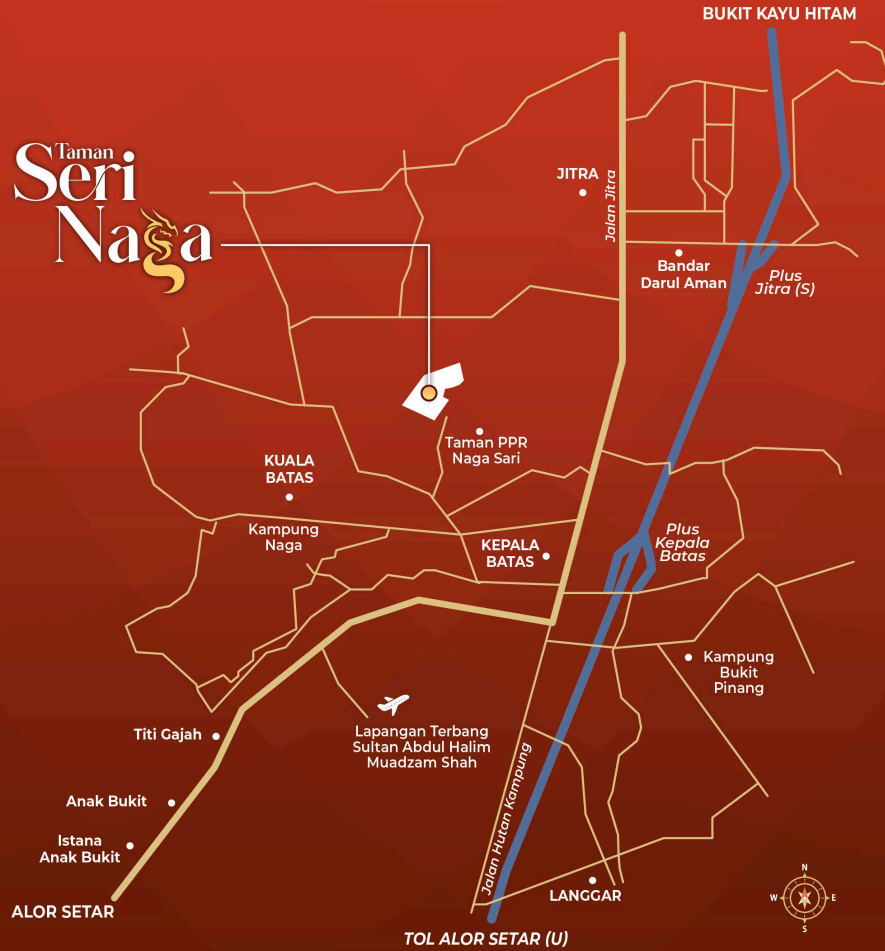 BUKIT KAYU HITAM
Taman
Seri
Naga
JITRA
Jalan Jitra
Bandar
Darul Aman
Plus
Jitra (S)
Taman PPR
Naga Sari
KUALA
BATAS
Kampung
Naga
KEPALA
BATAS
Plus
Kepala
Batas
Kampung
Bukit
Pinang
Titi Gajah
Lapangan Terbang
Sultan Abdul Halim
Muadzam Shah
Anak Bukit
Istana
Anak Bukit
Jalan Hutan Kampung
LANGGAR
ALOR SETAR
TOL ALOR SETAR (U)
N
W
E
S